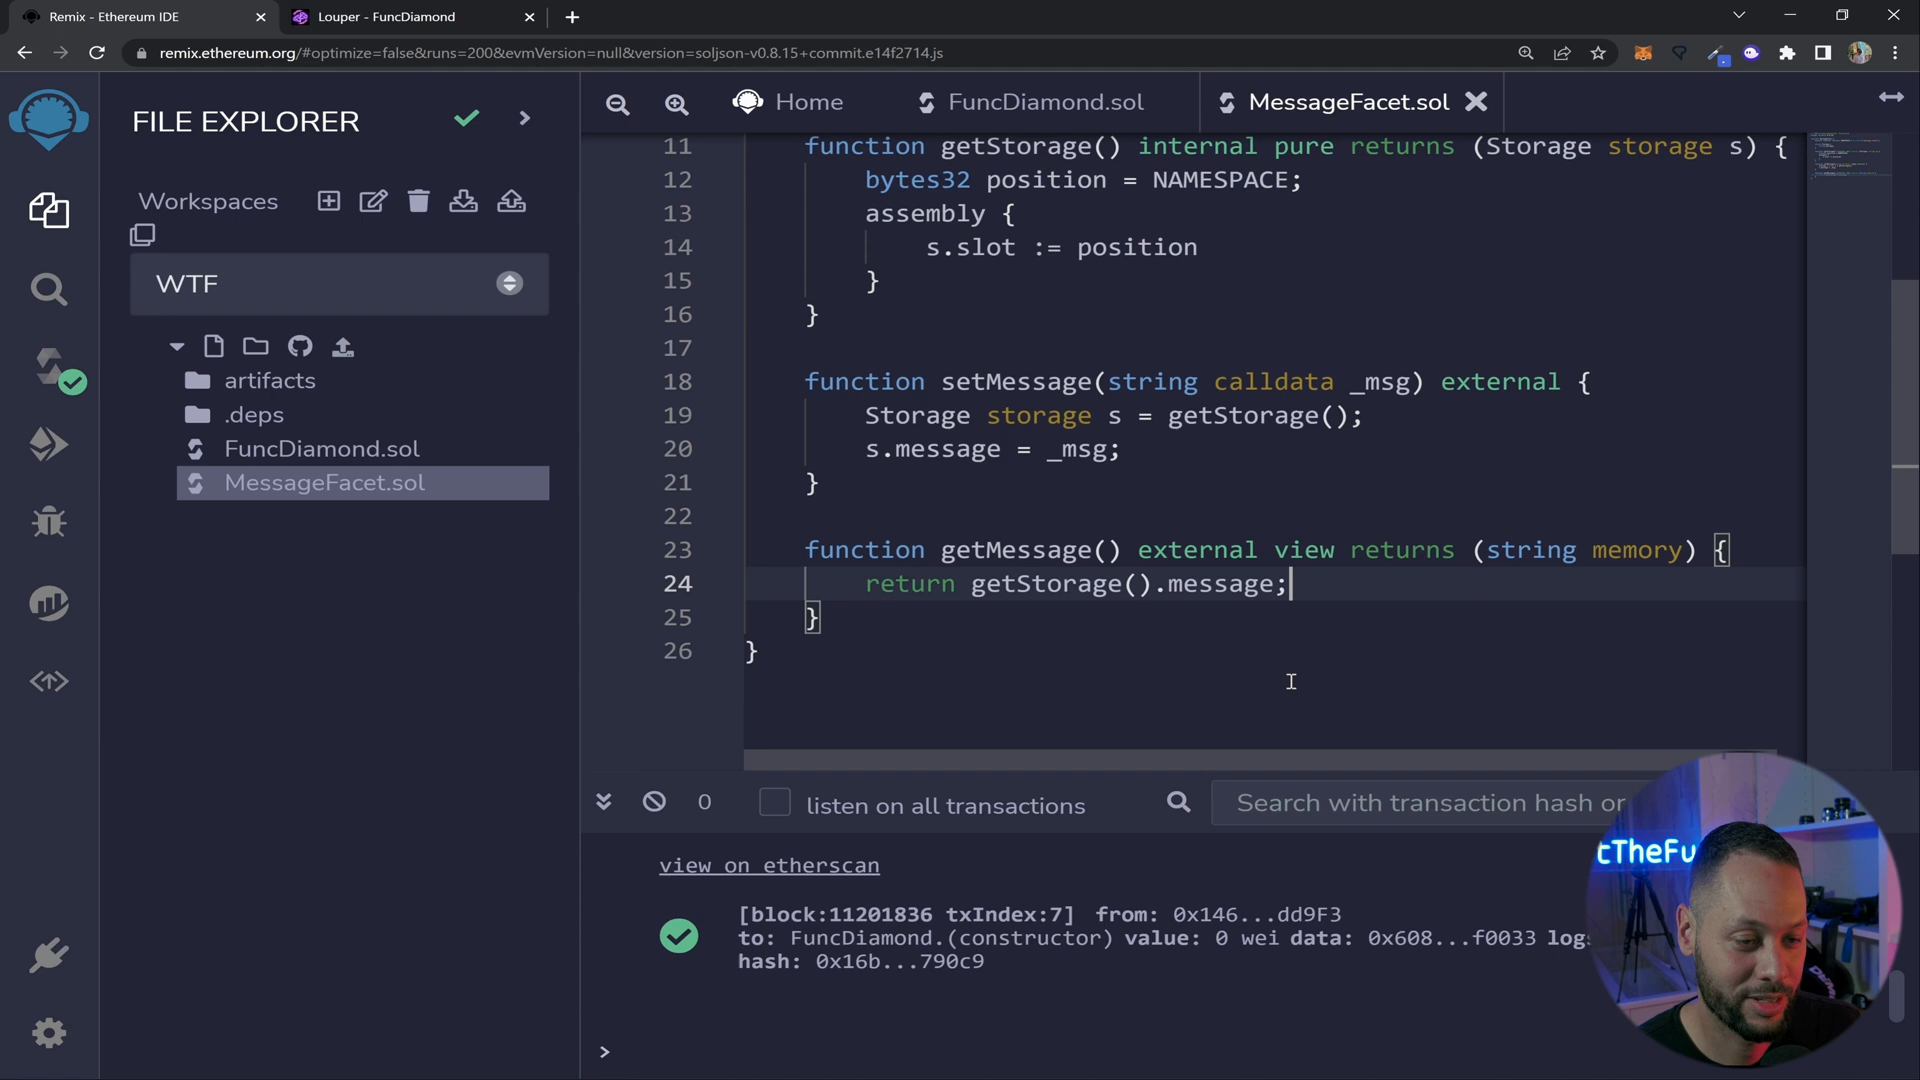 Remix - Ethereum IDE
Louper - FuncDiamond
remix.ethereum.org/#optimize=false&runs=200&evmVersion=null&version=soljson-v0.8.15+commit.e14f2714.js
FILE EXPLORER
Home
FuncDiamond.sol
MessageFacet.sol
Workspaces
WTF
artifacts
.deps
FuncDiamond.sol
MessageFacet.sol
11 function getStorage() internal pure returns (Storage storage s) {
12 bytes32 position = NAMESPACE;
13 assembly {
14 s.slot := position
15 }
16 }
17
18 function setMessage(string calldata _msg) external {
19 Storage storage s = getStorage();
20 s.message = _msg;
21 }
22
23 function getMessage() external view returns (string memory) {
24 return getStorage().message;
25 }
26 }
0
listen on all transactions
Search with transaction hash or
view on etherscan
[block:11201836 txIndex:7] from: 0x146...dd9F3
to: FuncDiamond.(constructor) value: 0 wei data: 0x608...f0033 logs
hash: 0x16b...790c9
>
tTheFu